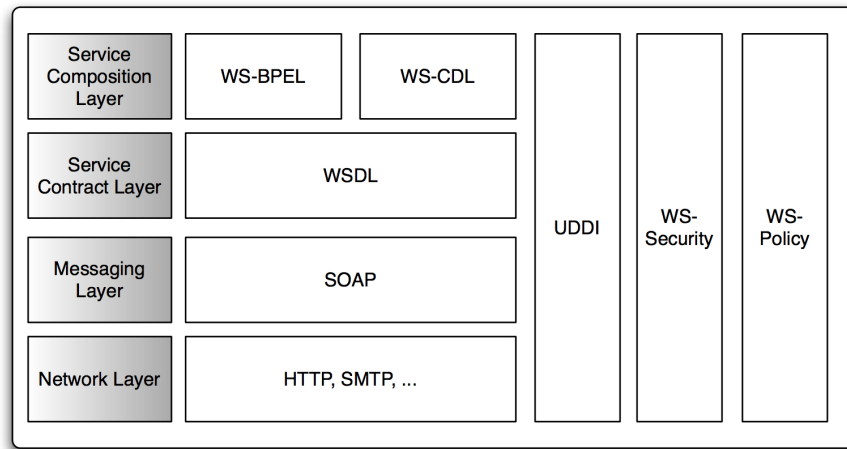 Service
Composition
Layer
WS-BPEL
WS-CDL
Service
Contract Layer
WSDL
Messaging
Layer
SOAP
Network Layer
HTTP, SMTP, ...
UDDI
WS-
Security
WS-
Policy